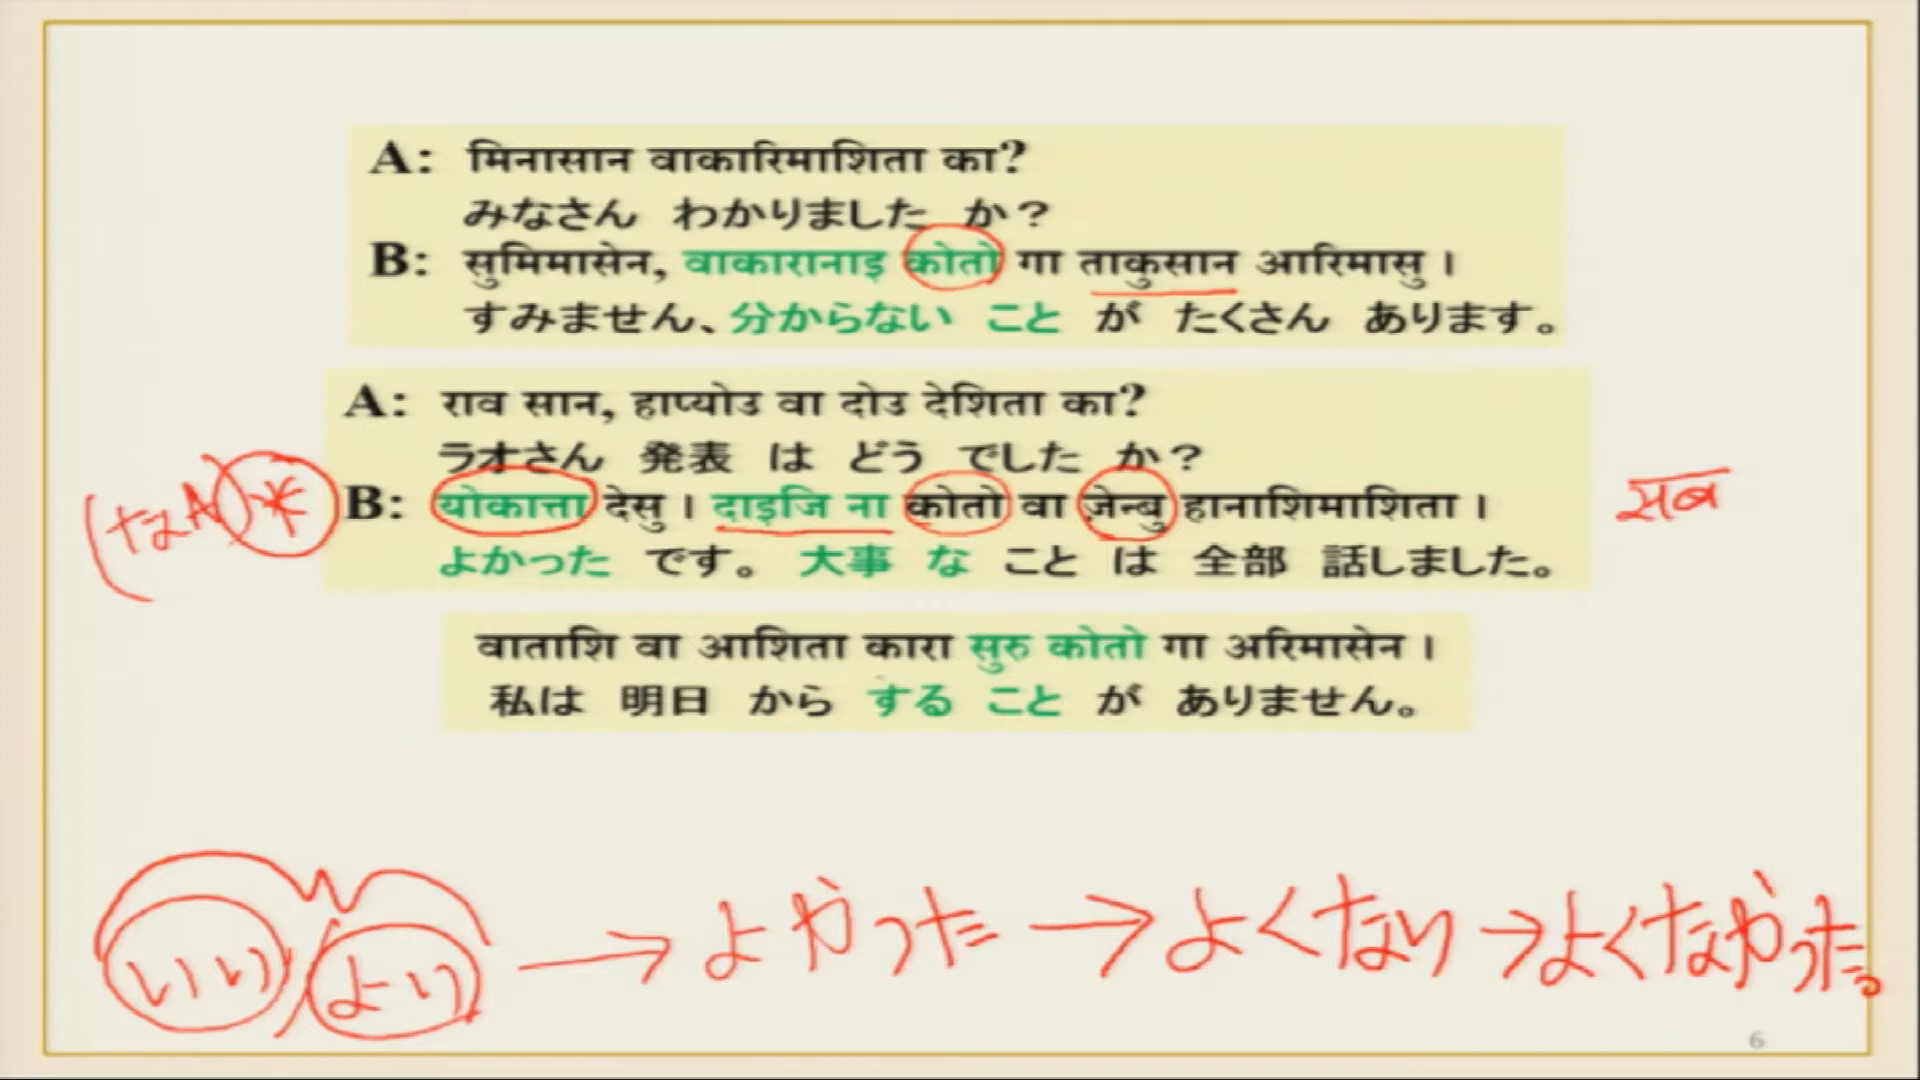 A: मिनासान वाकारिमाशिता का?
みなさん わかりました か？
B: सुमिमासेन, वाकारानाइ कोतो गा ताकुसान आरिमासु।
すみません、分からない こと が たくさん あります。
A: राव सान, हाप्योउ वा दोउ देशिता का?
ラオさん 発表 は どう でした か？
(なA) *
B: योकात्ता देसु। दाइजि ना कोतो वा ज़ेन्बु हानाशिमाशिता।
सब
よかった です。 大事 な こと は 全部 話しました。
वाताशि वा आशिता कारा सुरु कोतो गा अरिमासेन।
私は 明日 から する こと が ありません。
いい/よい → よかった → よくない → よくなかった。
6